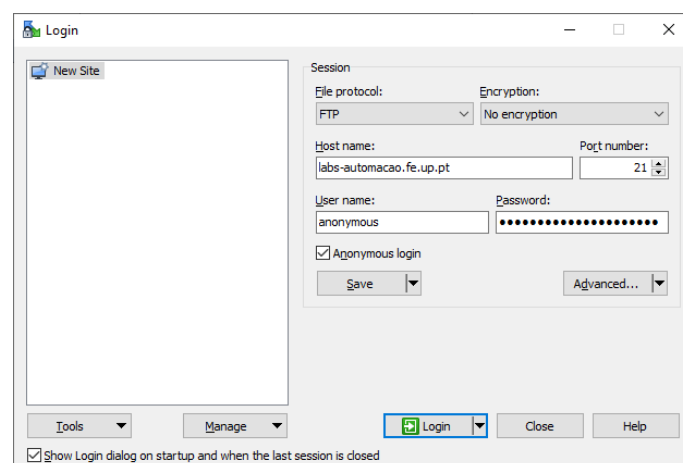 Login
New Site
Session
File protocol:
Encryption:
FTP
No encryption
Host name:
Port number:
labs-automacao.fe.up.pt
21
User name:
Password:
anonymous
●●●●●●●●●●●●●●●●●●●●●
Anonymous login
Save
Advanced...
Tools
Manage
Login
Close
Help
Show Login dialog on startup and when the last session is closed